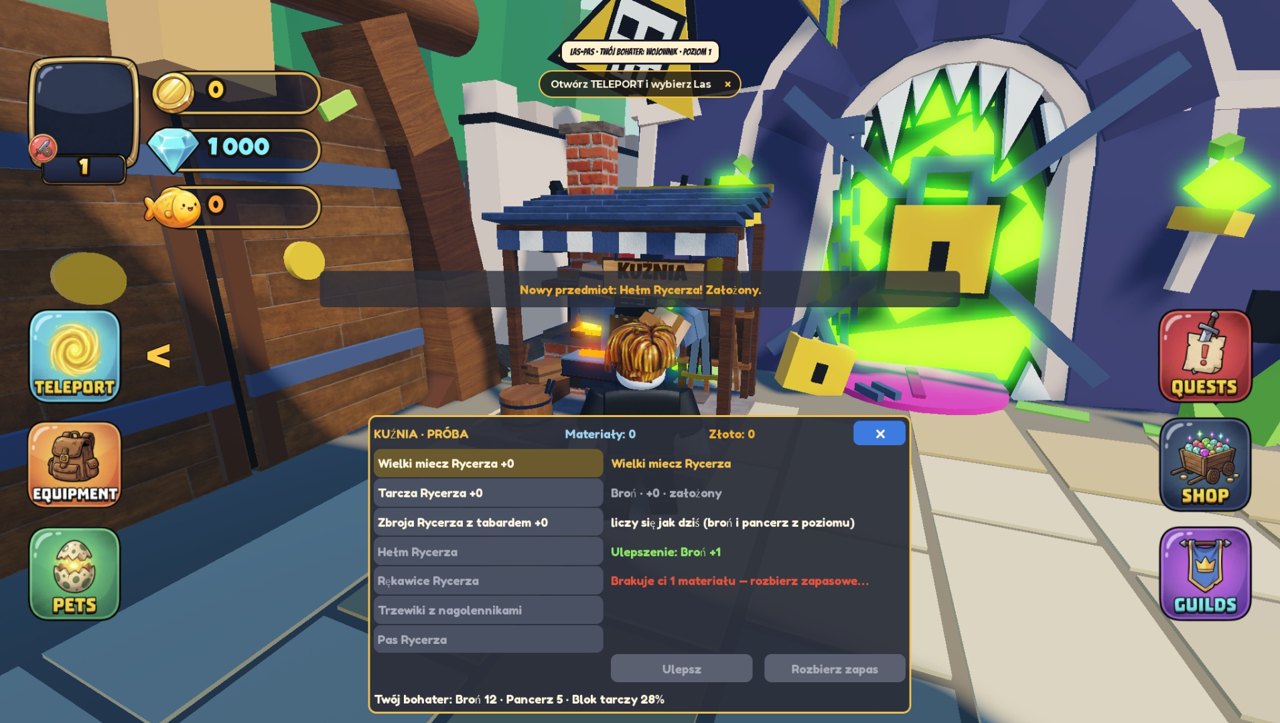 LAS-PAS · TWÓJ BOHATER: WOJOWNIK · POZIOM 1
Otwórz TELEPORT i wybierz Las ×
0
1000
1
0
KUŹNIA
Nowy przedmiot: Hełm Rycerza! Założony.
<
TELEPORT
EQUIPMENT
PETS
QUESTS
SHOP
GUILDS
KUŹNIA · PRÓBA
Materiały: 0
Złoto: 0
✕
Wielki miecz Rycerza +0
Tarcza Rycerza +0
Zbroja Rycerza z tabardem +0
Hełm Rycerza
Rękawice Rycerza
Trzewiki z nagolennikami
Pas Rycerza
Wielki miecz Rycerza
Broń · +0 · założony
liczy się jak dziś (broń i pancerz z poziomu)
Ulepszenie: Broń +1
Brakuje ci 1 materiału — rozbierz zapasowe...
Ulepsz
Rozbierz zapas
Twój bohater: Broń 12 · Pancerz 5 · Blok tarczy 28%